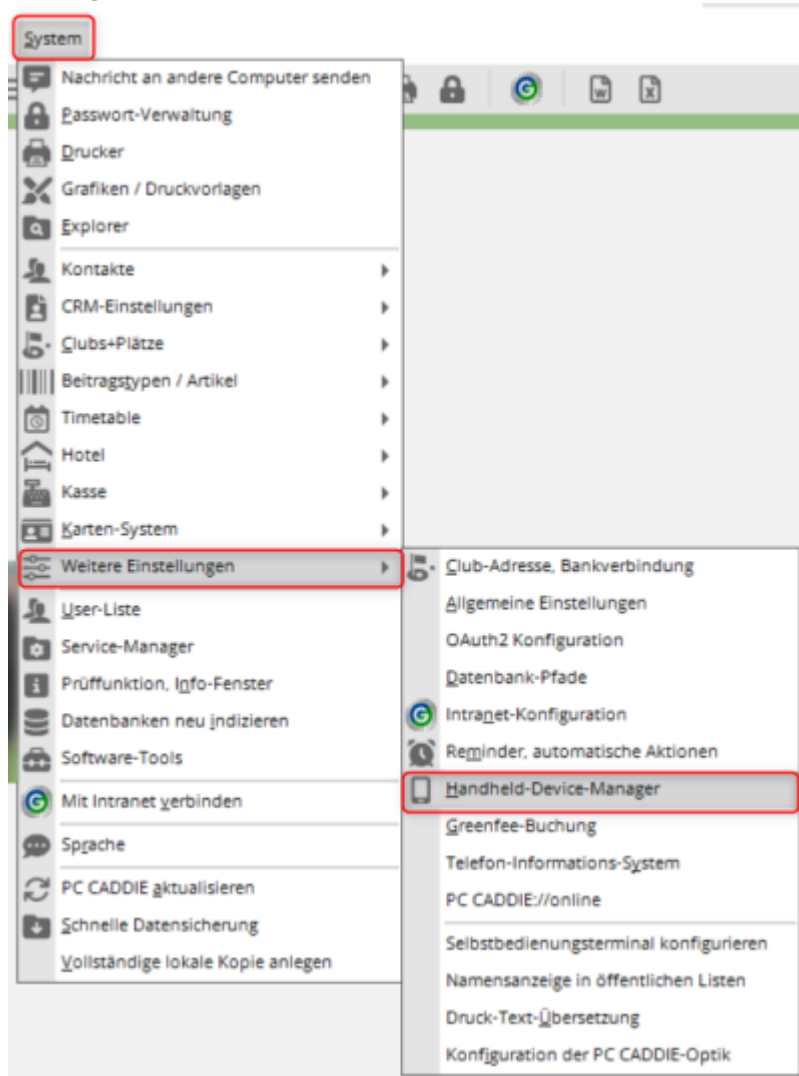 System
Nachricht an andere Computer senden
Passwort-Verwaltung
Drucker
Grafiken / Druckvorlagen
Explorer
Kontakte
CRM-Einstellungen
Clubs+Plätze
Beitragstypen / Artikel
Timetable
Hotel
Kasse
Karten-System
Weitere Einstellungen
User-Liste
Service-Manager
Prüffunktion, Info-Fenster
Datenbanken neu indizieren
Software-Tools
Mit Intranet verbinden
Sprache
PC CADDIE aktualisieren
Schnelle Datensicherung
Vollständige lokale Kopie anlegen
Club-Adresse, Bankverbindung
Allgemeine Einstellungen
OAuth2 Konfiguration
Datenbank-Pfade
Intranet-Konfiguration
Reminder, automatische Aktionen
Handheld-Device-Manager
Greenfee-Buchung
Telefon-Informations-System
PC CADDIE://online
Selbstbedienungsterminal konfigurieren
Namensanzeige in öffentlichen Listen
Druck-Text-Übersetzung
Konfiguration der PC CADDIE-Optik